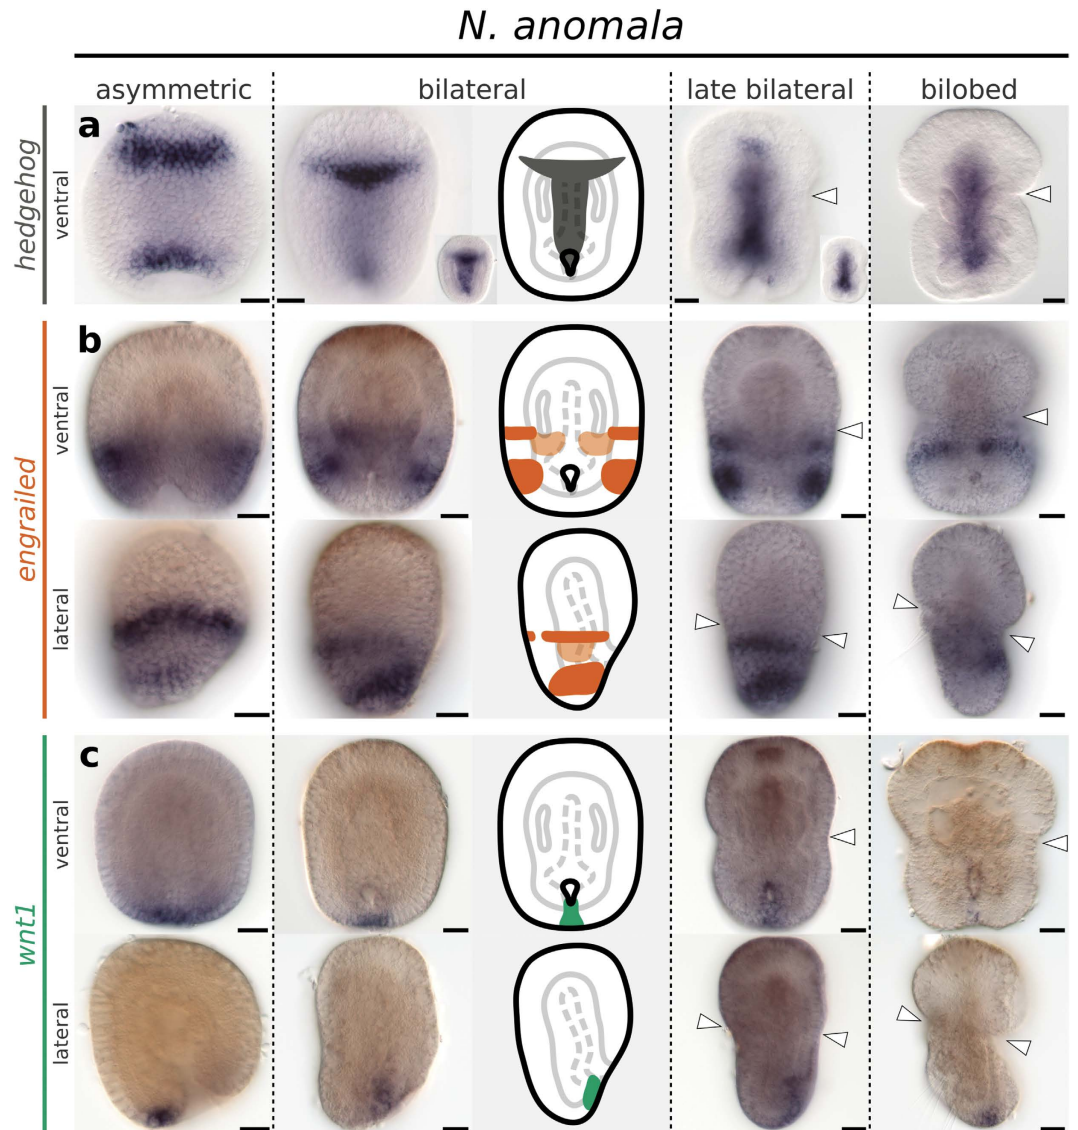 N. anomala
asymmetric
bilateral
late bilateral
bilobed
hedgehog
ventral
a
engrailed
ventral
b
lateral
wnt1
ventral
c
lateral